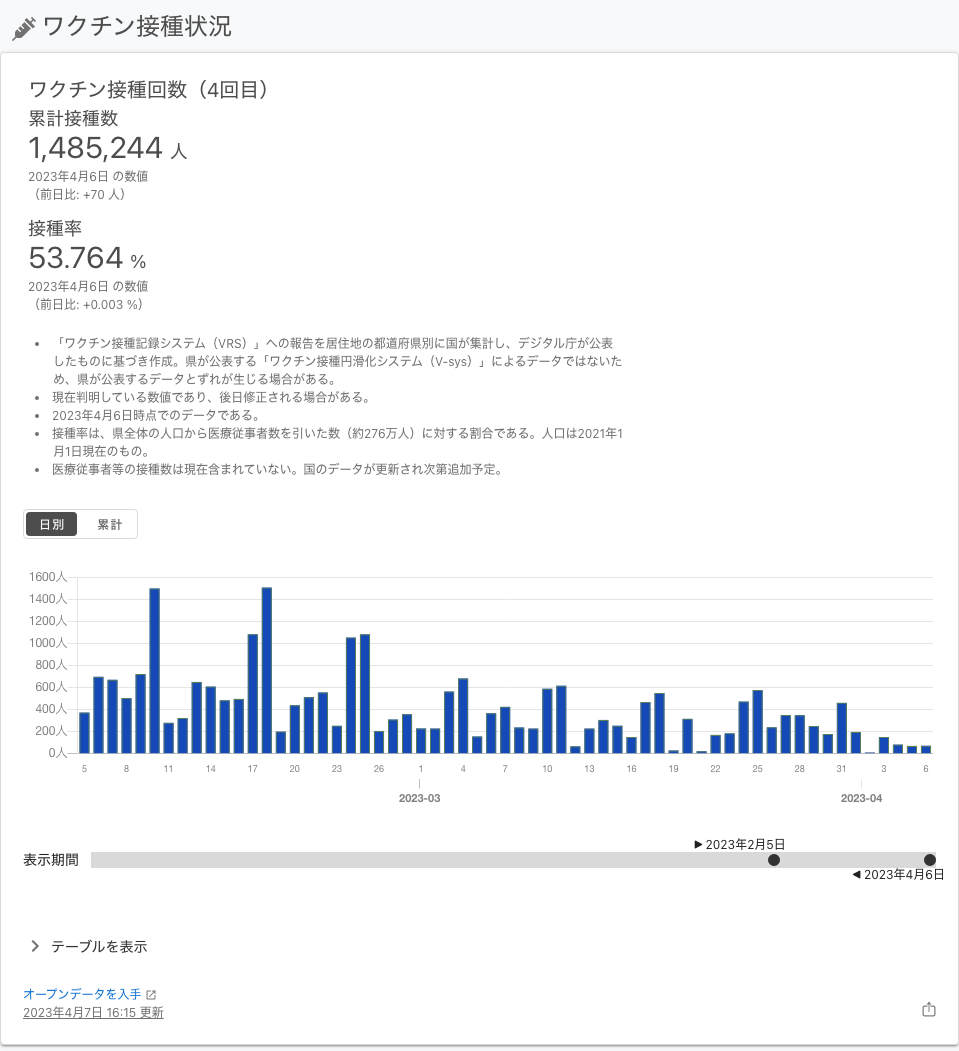 ワクチン接種状況
ワクチン接種回数（4回目）
累計接種数
1,485,244 人
2023年4月6日 の数値
（前日比: +70 人）
接種率
53.764 %
2023年4月6日 の数値
（前日比: +0.003 %）
• 「ワクチン接種記録システム（VRS）」への報告を居住地の都道府県別に国が集計し、デジタル庁が公表
したものに基づき作成。県が公表する「ワクチン接種円滑化システム（V-sys）」によるデータではないた
め、県が公表するデータとずれが生じる場合がある。
• 現在判明している数値であり、後日修正される場合がある。
• 2023年4月6日時点でのデータである。
• 接種率は、県全体の人口から医療従事者数を引いた数（約276万人）に対する割合である。人口は2021年1
月1日現在のもの。
• 医療従事者等の接種数は現在含まれていない。国のデータが更新され次第追加予定。
日別 累計
1600人
1400人
1200人
1000人
800人
600人
400人
200人
0人
5 8 11 14 17 20 23 26 1 4 7 10 13 16 19 22 25 28 31 3 6
2023-03 2023-04
▶ 2023年2月5日
表示期間
◀ 2023年4月6日
テーブルを表示
オープンデータを入手
2023年4月7日 16:15 更新